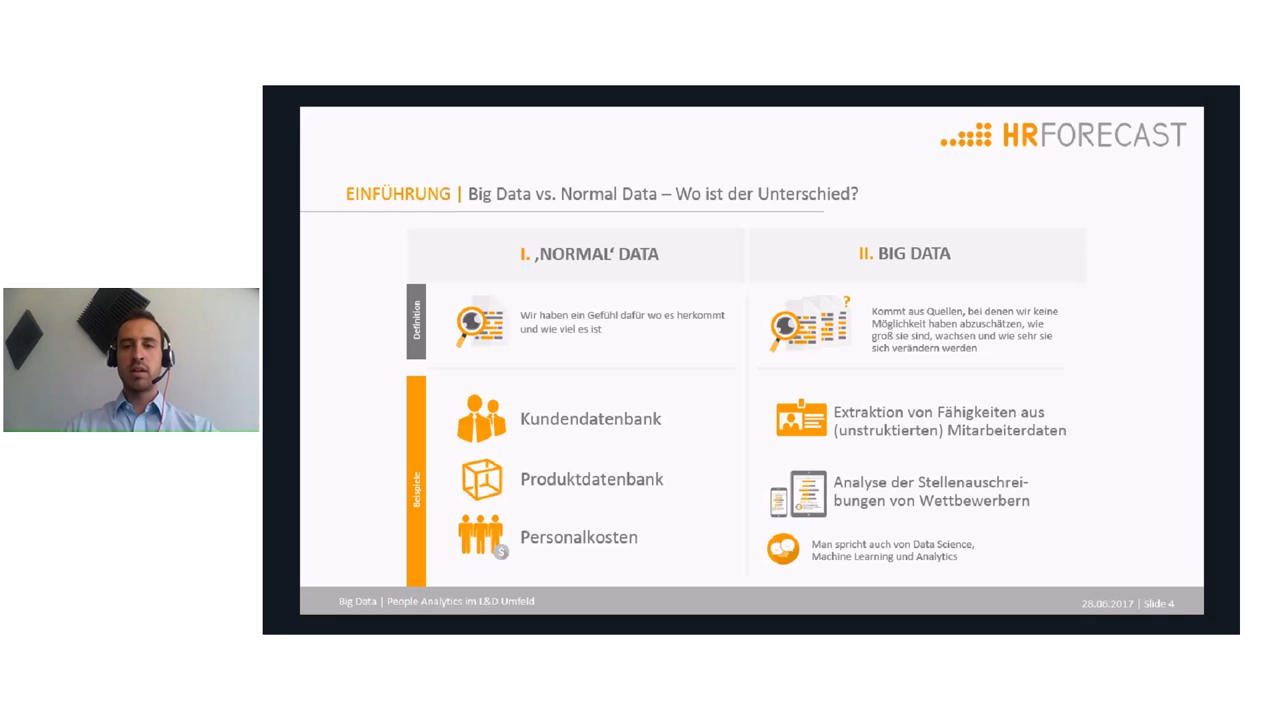 HRFORECAST
EINFÜHRUNG | Big Data vs. Normal Data – Wo ist der Unterschied?
I. ‚NORMAL‘ DATA
II. BIG DATA
Definition
Wir haben ein Gefühl dafür wo es herkommt
und wie viel es ist
?
Kommt aus Quellen, bei denen wir keine
Möglichkeit haben abzuschätzen, wie
groß sie sind, wachsen und wie sehr sie
sich verändern werden
Beispiele
Kundendatenbank
Produktdatenbank
Personalkosten
$
Extraktion von Fähigkeiten aus
(unstruktierten) Mitarbeiterdaten
Analyse der Stellenauschrei-
bungen von Wettbewerbern
Man spricht auch von Data Science,
Machine Learning und Analytics
Big Data | People Analytics im L&D Umfeld
28.06.2017 | Slide 4